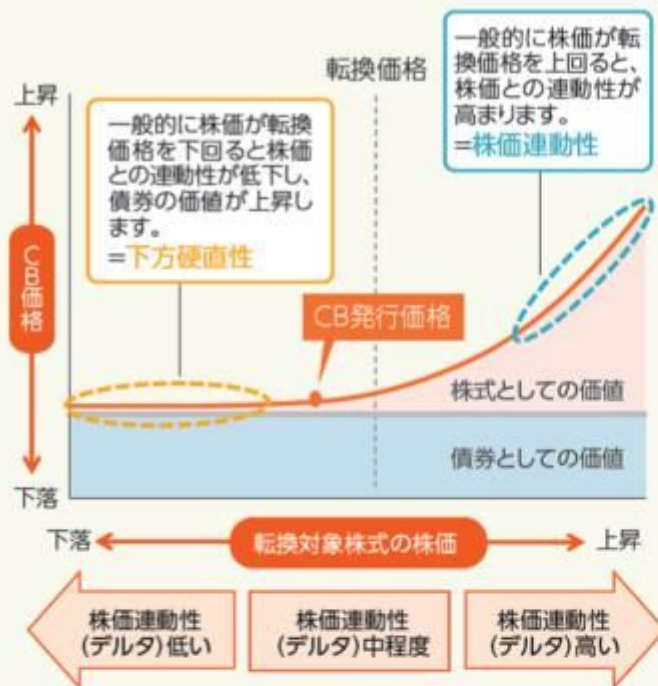 一般的に株価が転
換価格を上回ると、
株価との連動性が
高まります。
=株価連動性
転換価格
上昇
一般的に株価が転換
価格を下回ると株価
との連動性が低下し、
債券の価値が上昇し
ます。
=下方硬直性
CB価格
CB発行価格
株式としての価値
債券としての価値
下落
下落
転換対象株式の株価
上昇
株価連動性
(デルタ)低い
株価連動性
(デルタ)中程度
株価連動性
(デルタ)高い